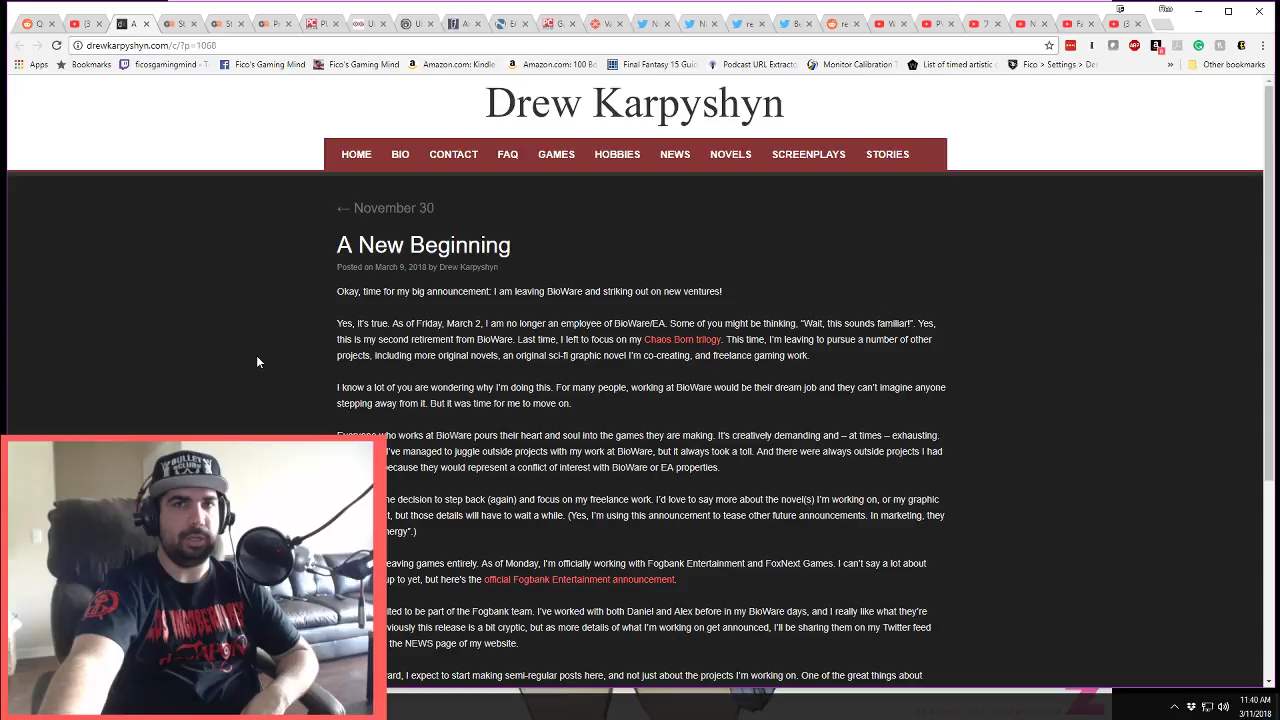 drewkarpyshyn.com/c/?p=1068
Apps Bookmarks ficosgamingmind - T Fico's Gaming Mind Fico's Gaming Mind Amazon.com: Kindle Amazon.com: 100 Bo Final Fantasy 15 Guid Podcast URL Extracto Monitor Calibration T List of timed artistic Fico > Settings > De » Other bookmarks
Drew Karpyshyn
HOME BIO CONTACT FAQ GAMES HOBBIES NEWS NOVELS SCREENPLAYS STORIES
← November 30
A New Beginning
Posted on March 9, 2018 by Drew Karpyshyn
Okay, time for my big announcement: I am leaving BioWare and striking out on new ventures!
Yes, it's true. As of Friday, March 2, I am no longer an employee of BioWare/EA. Some of you might be thinking, “Wait, this sounds familiar!”. Yes,
this is my second retirement from BioWare. Last time, I left to focus on my Chaos Born trilogy. This time, I'm leaving to pursue a number of other
projects, including more original novels, an original sci-fi graphic novel I'm co-creating, and freelance gaming work.
I know a lot of you are wondering why I'm doing this. For many people, working at BioWare would be their dream job and they can't imagine anyone
stepping away from it. But it was time for me to move on.
Everyone who works at BioWare pours their heart and soul into the games they are making. It's creatively demanding and – at times – exhausting.
I've managed to juggle outside projects with my work at BioWare, but it always took a toll. And there were always outside projects I had
because they would represent a conflict of interest with BioWare or EA properties.
decision to step back (again) and focus on my freelance work. I'd love to say more about the novel(s) I'm working on, or my graphic
but those details will have to wait a while. (Yes, I'm using this announcement to tease other future announcements. In marketing, they
ergy”.)
eaving games entirely. As of Monday, I'm officially working with Fogbank Entertainment and FoxNext Games. I can't say a lot about
up to yet, but here's the official Fogbank Entertainment announcement.
ted to be part of the Fogbank team. I've worked with both Daniel and Alex before in my BioWare days, and I really like what they're
viously this release is a bit cryptic, but as more details of what I'm working on get announced, I'll be sharing them on my Twitter feed
the NEWS page of my website.
ard, I expect to start making semi-regular posts here, and not just about the projects I'm working on. One of the great things about
BULLET
CLUB
11:40 AM
3/11/2018